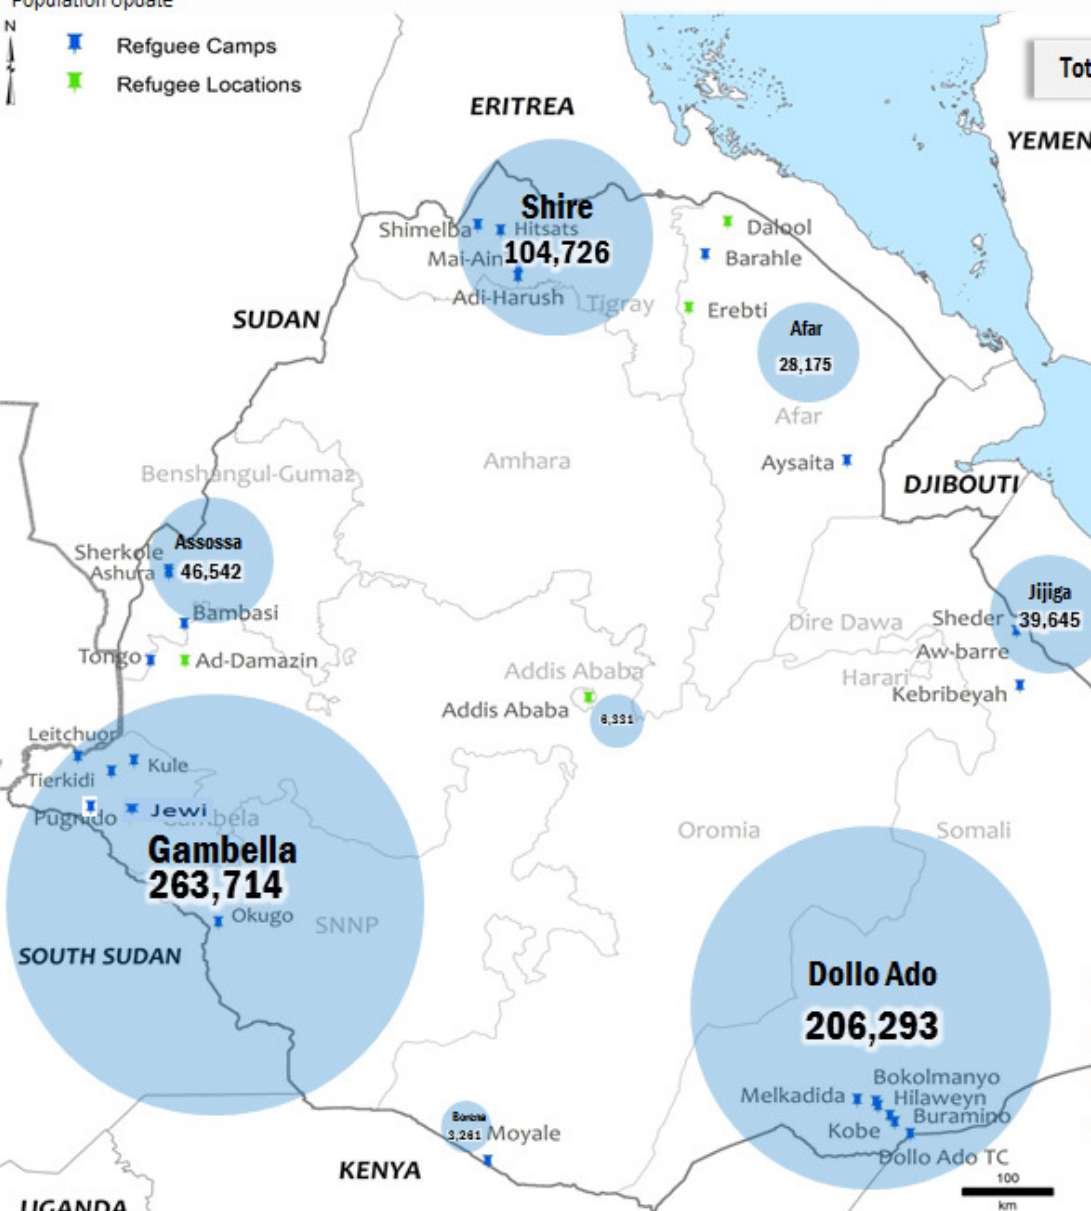 Population Update
N
Refguee Camps
Refugee Locations
Tot
ERITREA
YEMEN
Shire
104,726
Shimelba
Hitsats
Mai-Ain
Adi-Harush
Tigray
Dalool
Barahle
Erebti
SUDAN
Afar
28,175
Afar
Aysaita
DJIBOUTI
Amhara
Benshangul-Gumaz
Assossa
46,542
Sherkole
Ashura
Bambasi
Tongo
Ad-Damazin
Jijiga
39,645
Sheder
Aw-barre
Kebribeyah
Dire Dawa
Harari
Addis Ababa
Addis Ababa
6,331
Leitchuor
Kule
Tierkidi
Pugnido
Jewi
Gambela
Gambella
263,714
Okugo
SNNP
SOUTH SUDAN
Oromia
Somali
Dollo Ado
206,293
Bokolmanyo
Melkadida
Hilaweyn
Buramino
Kobe
Dollo Ado TC
Borena
3,261
Moyale
KENYA
UGANDA
100
km